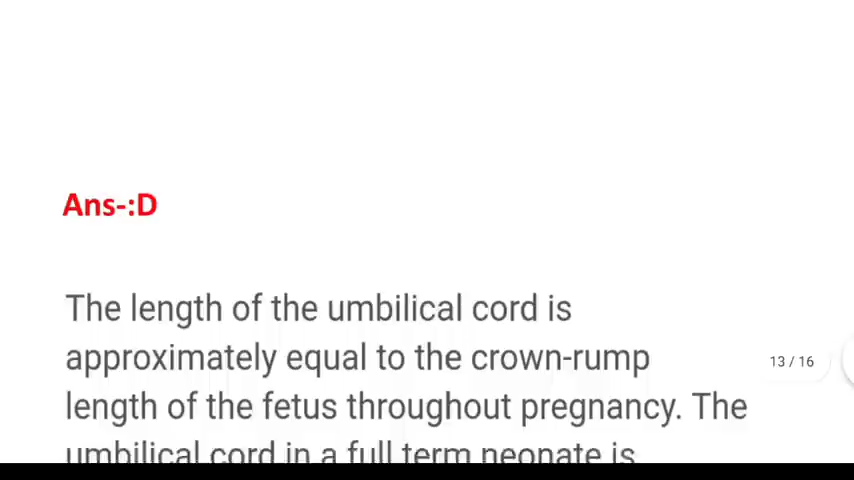 Ans-:D
The length of the umbilical cord is
approximately equal to the crown-rump
13 / 16
length of the fetus throughout pregnancy. The
umbilical cord in a full term neonate is